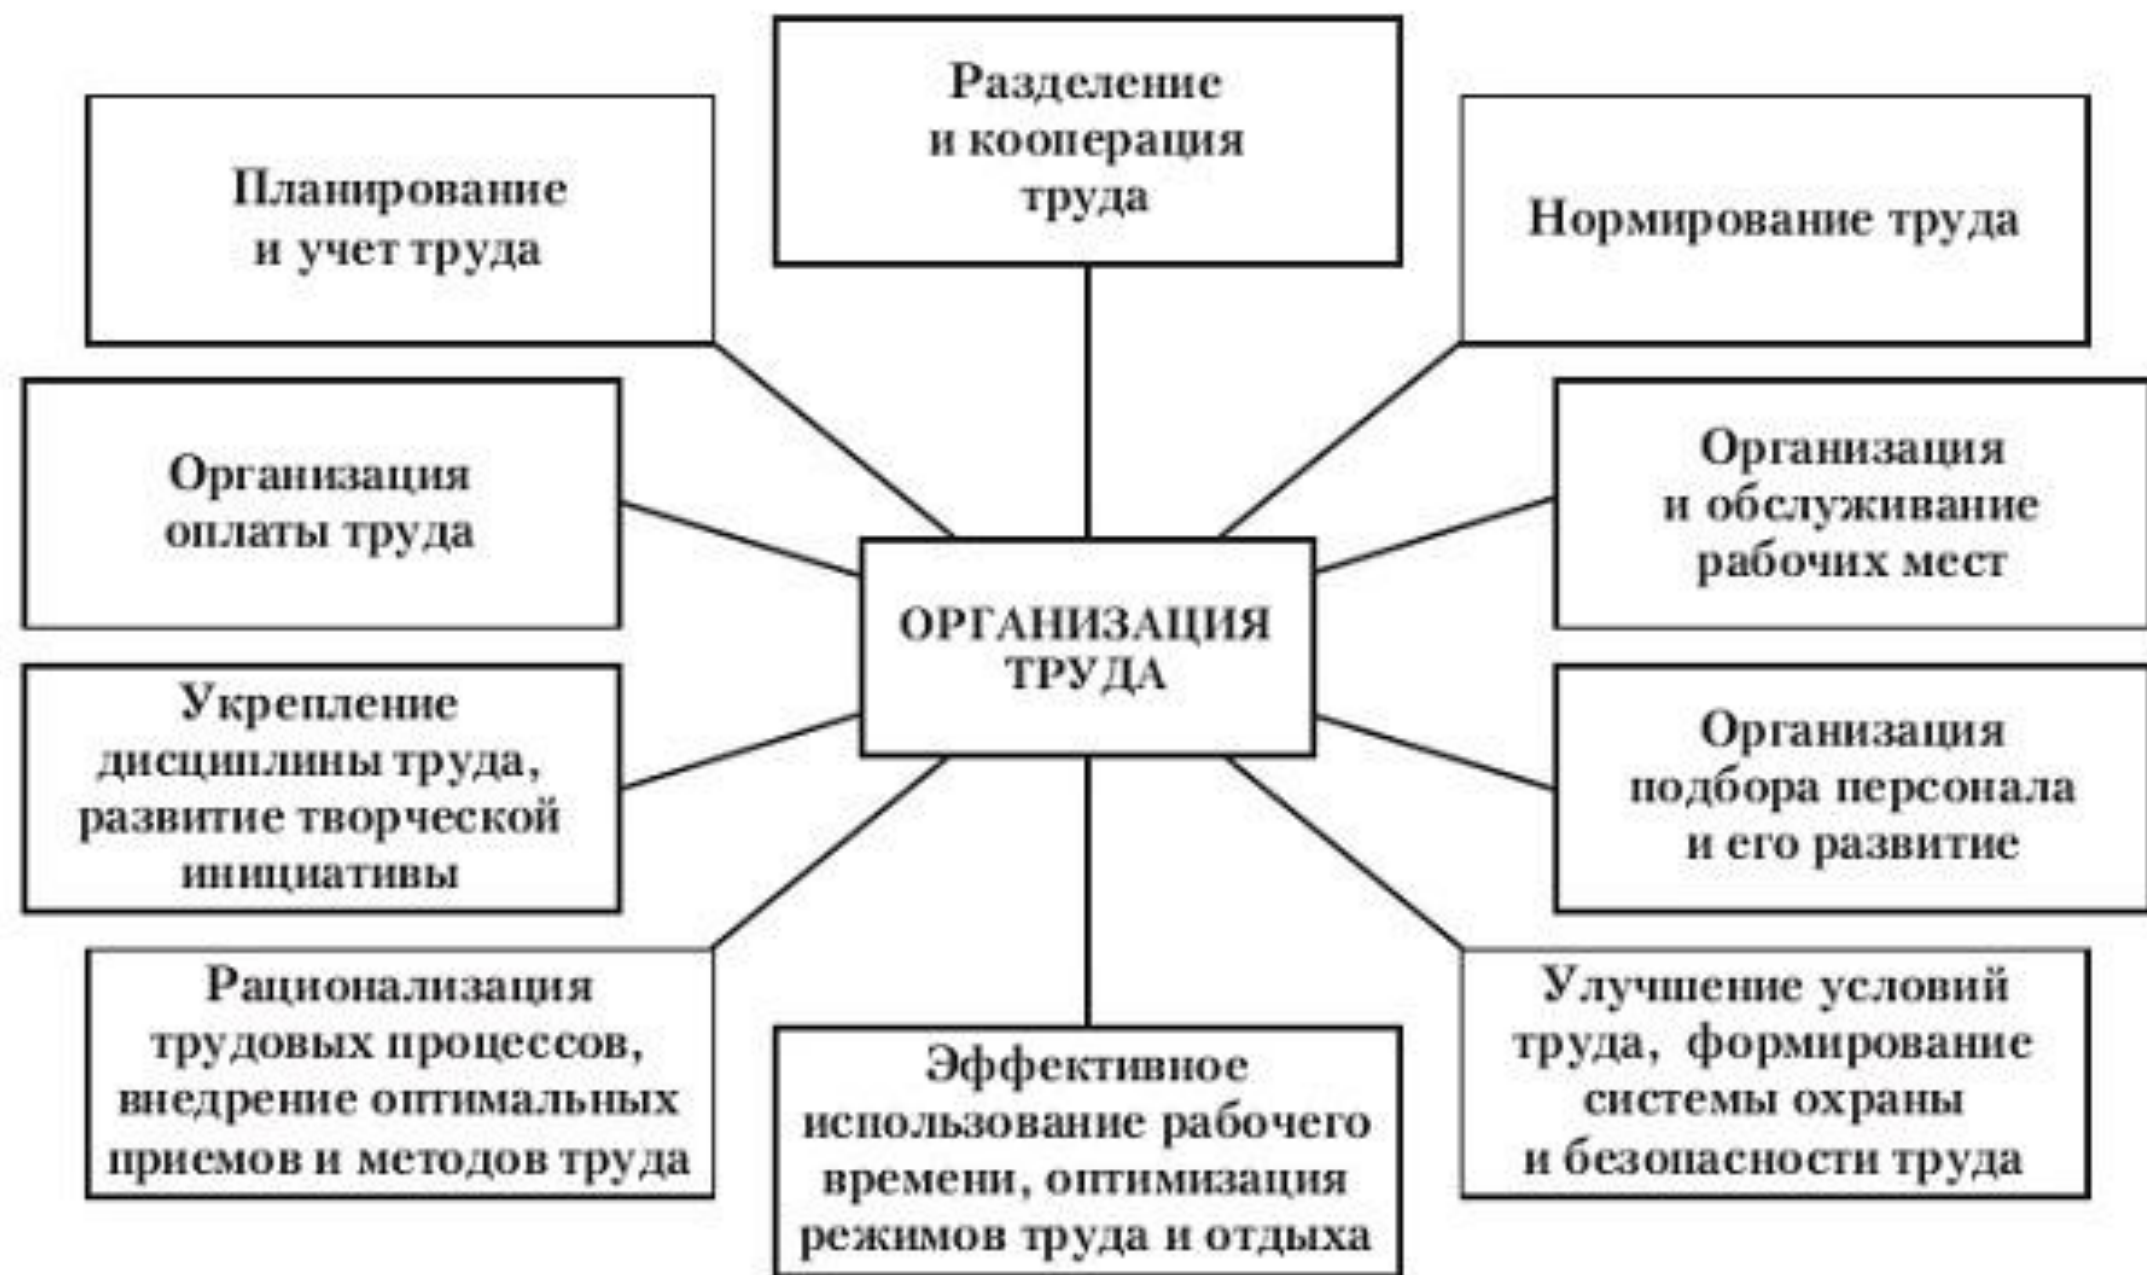 Разделение
и кооперация
труда
Планирование
и учет труда
Нормирование труда
Организация
оплаты труда
Организация
и обслуживание
рабочих мест
ОРГАНИЗАЦИЯ
ТРУДА
Укрепление
дисциплины труда,
развитие творческой
инициативы
Организация
подбора персонала
и его развитие
Рационализация
трудовых процессов,
внедрение оптимальных
приемов и методов труда
Эффективное
использование рабочего
времени, оптимизация
режимов труда и отдыха
Улучшение условий
труда, формирование
системы охраны
и безопасности труда